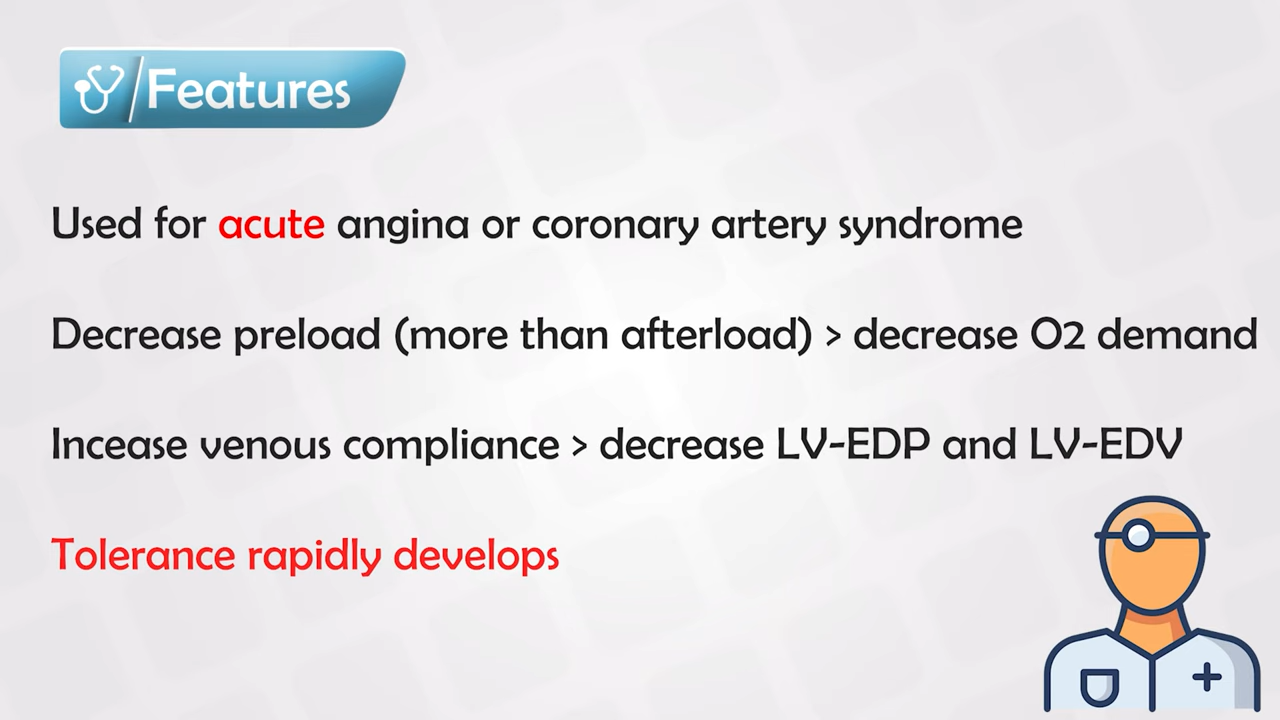 Features
Used for acute angina or coronary artery syndrome
Decrease preload (more than afterload) > decrease O2 demand
Incease venous compliance > decrease LV-EDP and LV-EDV
Tolerance rapidly develops